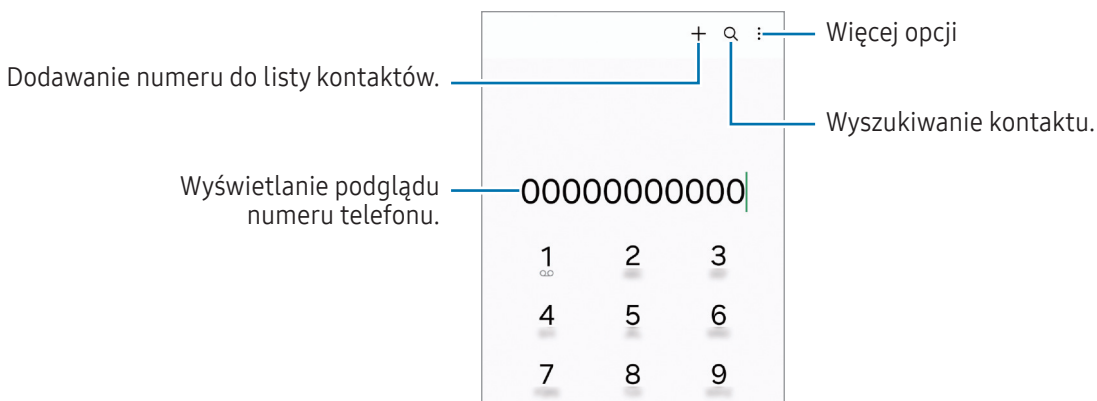 Więcej opcji
Dodawanie numeru do listy kontaktów.
Wyszukiwanie kontaktu.
Wyświetlanie podglądu
numeru telefonu.
00000000000
1 2 3
4 5 6
7 8 9